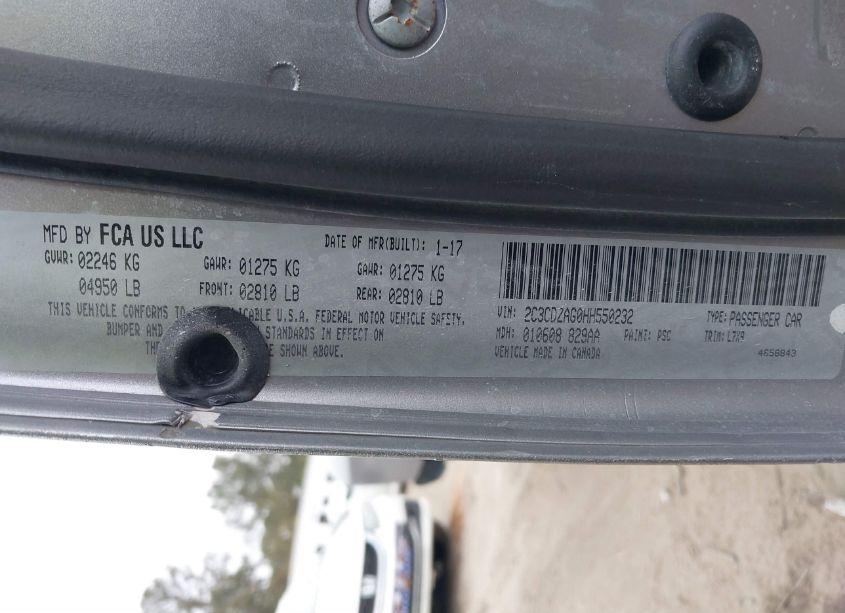 MFD BY FCA US LLC
DATE OF MFR(BUILT): 1-17
GVWR: 02246 KG
04950 LB
GAWR: 01275 KG
FRONT: 02810 LB
GAWR: 01275 KG
REAR: 02810 LB
THIS VEHICLE CONFORMS TO ICABLE U.S.A. FEDERAL MOTOR VEHICLE SAFETY,
BUMPER AND STANDARDS IN EFFECT ON
THE E SHOWN ABOVE.
VIN: 2C3CDZAG0HH550232
TYPE: PASSENGER CAR
MDH: 010608 829AA
PAINT: PSC
TRIM: L7X9
VEHICLE MADE IN CANADA
4658843